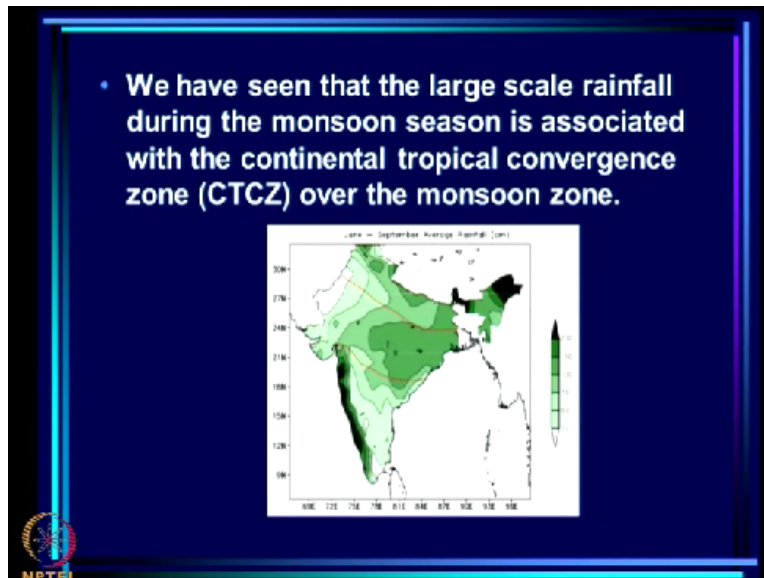 • We have seen that the large scale rainfall
during the monsoon season is associated
with the continental tropical convergence
zone (CTCZ) over the monsoon zone.
June - September Average Rainfall (cm)
30N
27N
24N
21N
18N
15N
12N
9N
69E 72E 75E 78E 81E 84E 87E 90E 93E 96E
NPTEL